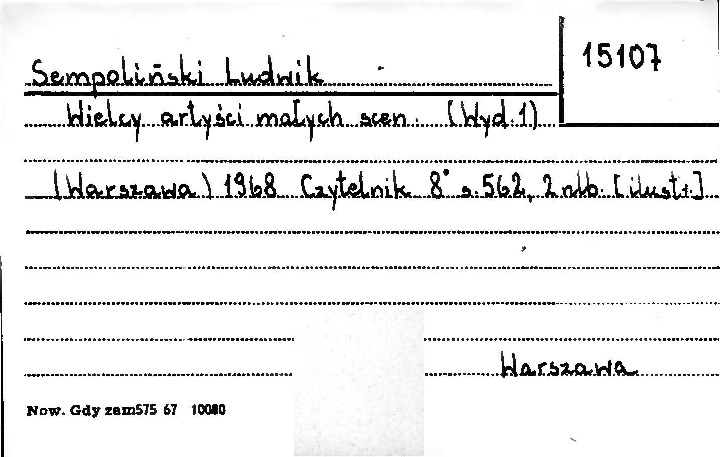 15107
Sempoliński Ludwik
Wielcy artyści małych scen. (Wyd. 1)
(Warszawa) 1968 Czytelnik 8° s. 562, 2 nlb. [ilustr.]
Warszawa
Now. Gdy zam575 67 10000